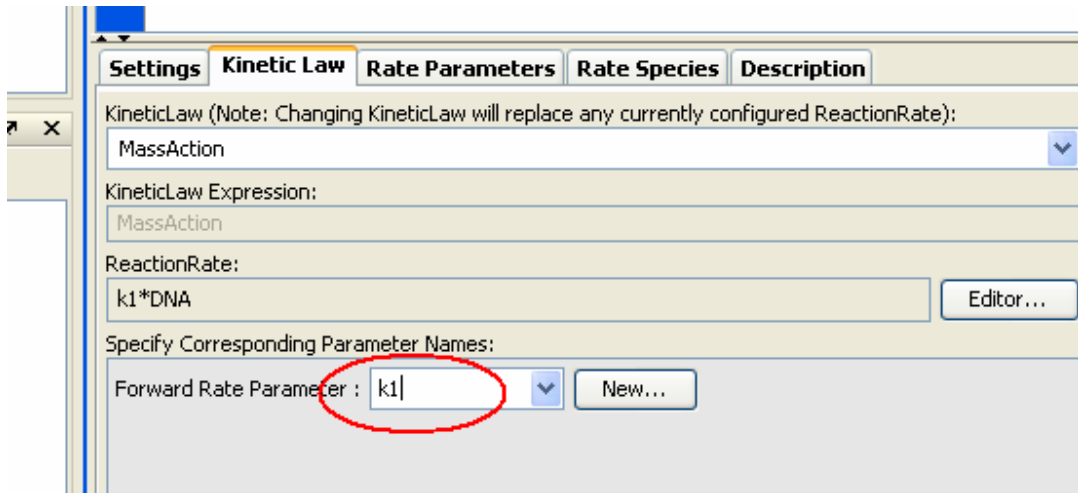 Settings Kinetic Law Rate Parameters Rate Species Description
KineticLaw (Note: Changing KineticLaw will replace any currently configured ReactionRate):
MassAction
KineticLaw Expression:
MassAction
ReactionRate:
k1*DNA Editor...
Specify Corresponding Parameter Names:
Forward Rate Parameter : k1 New...